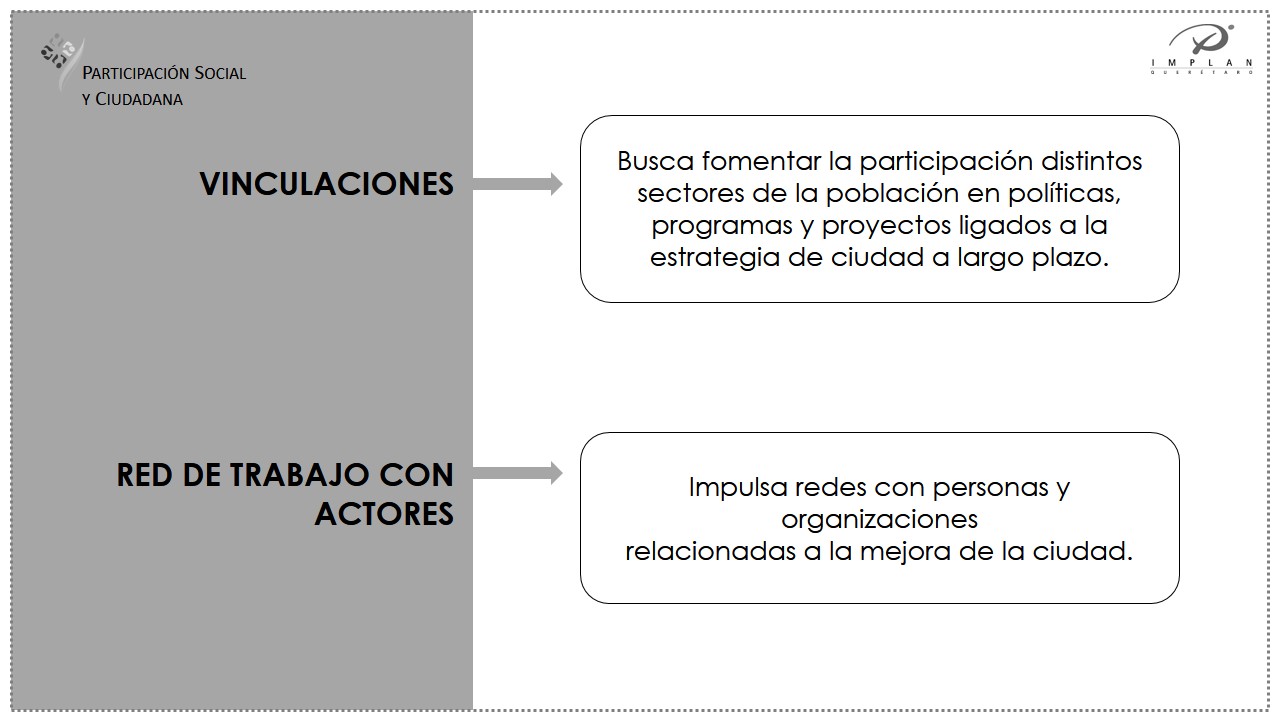 PARTICIPACIÓN SOCIAL
Y CIUDADANA
IMPLAN
QUERÉTARO
VINCULACIONES
Busca fomentar la participación distintos
sectores de la población en políticas,
programas y proyectos ligados a la
estrategia de ciudad a largo plazo.
RED DE TRABAJO CON
ACTORES
Impulsa redes con personas y
organizaciones
relacionadas a la mejora de la ciudad.